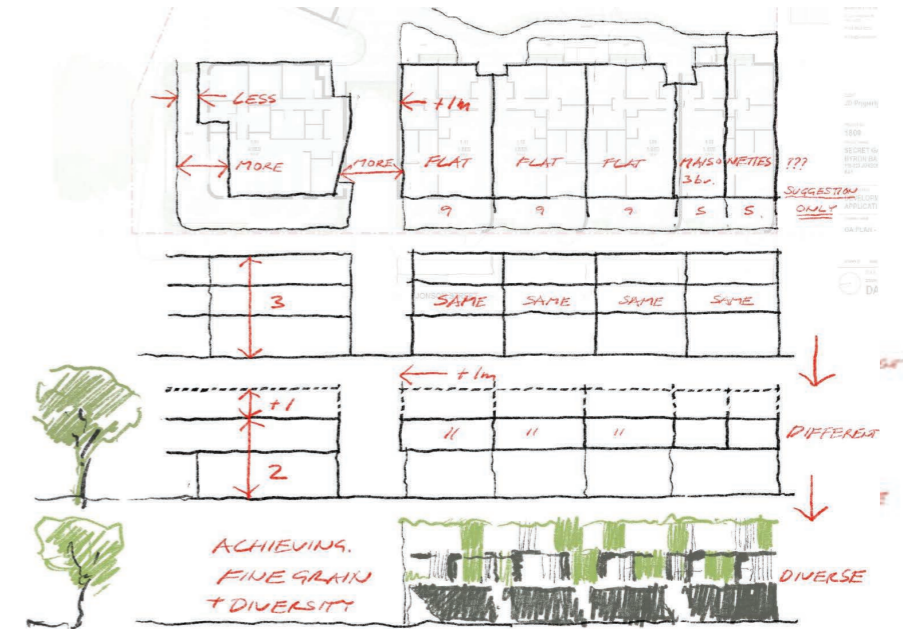 LESS
+1m
MORE
MORE
FLAT
FLAT
FLAT
MAISONETTES
3br.
???
SUGGESTION
ONLY
9
9
9
5
5.
3
SAME
SAME
SAME
SAME
+1m
+1
2
"
"
"
DIFFERENT
ACHIEVING.
FINE GRAIN
+ DIVERSITY
DIVERSE